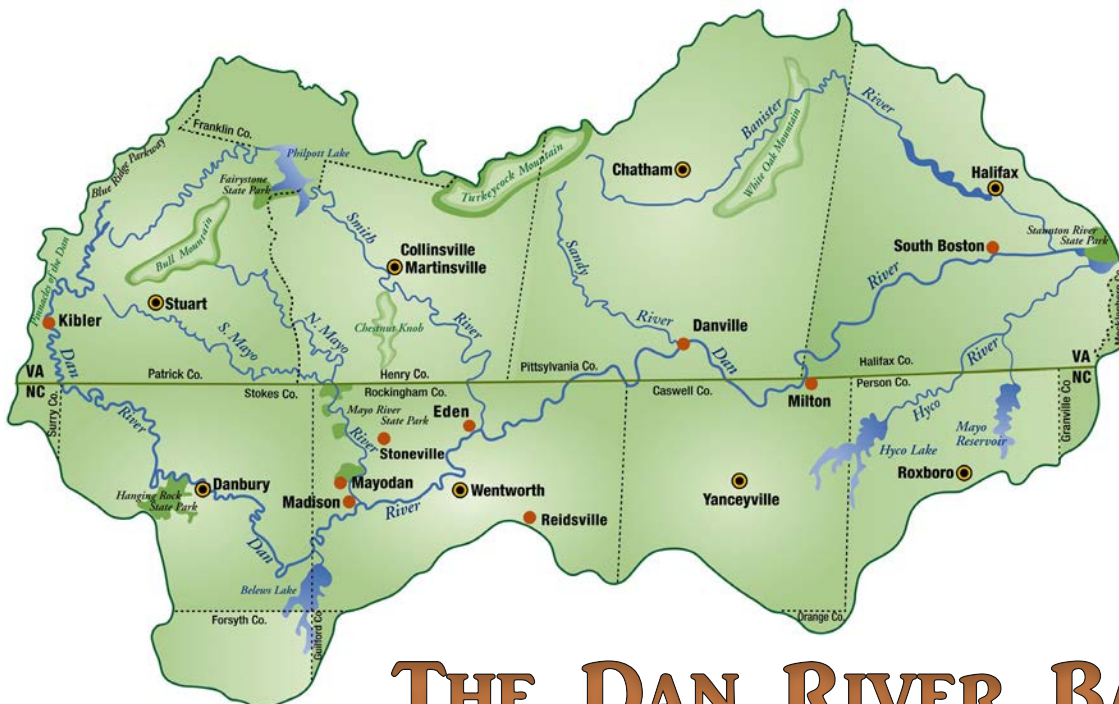 Franklin Co.
Blue Ridge Parkway
Philpott Lake
Fairystone
State Park
Bull Mountain
Turkeycock Mountain
Banister
River
White Oak Mountain
Chatham
Halifax
Staunton River
State Park
South Boston
River
Smith
Collinsville
Martinsville
Sandy
River
Pinnacles of the Dan
Stuart
Kibler
Chestnut Knob
River
S. Mayo
N. Mayo
Danville
Dan
Dan
VA
NC
Patrick Co.
Henry Co.
Pittsylvania Co.
Halifax Co.
VA
NC
Surry Co.
Stokes Co.
Rockingham Co.
Caswell Co.
Person Co.
Granville Co.
River
Mayo River
State Park
River
Eden
Stoneville
Milton
River
Hyco
Mayo
Reservoir
Hyco Lake
Roxboro
Hanging Rock
State Park
Danbury
Mayodan
Madison
River
Wentworth
Reidsville
Yanceyville
Dan
Belews Lake
Forsyth Co.
Guilford Co
Orange Co.
THE DAN RIVER BA